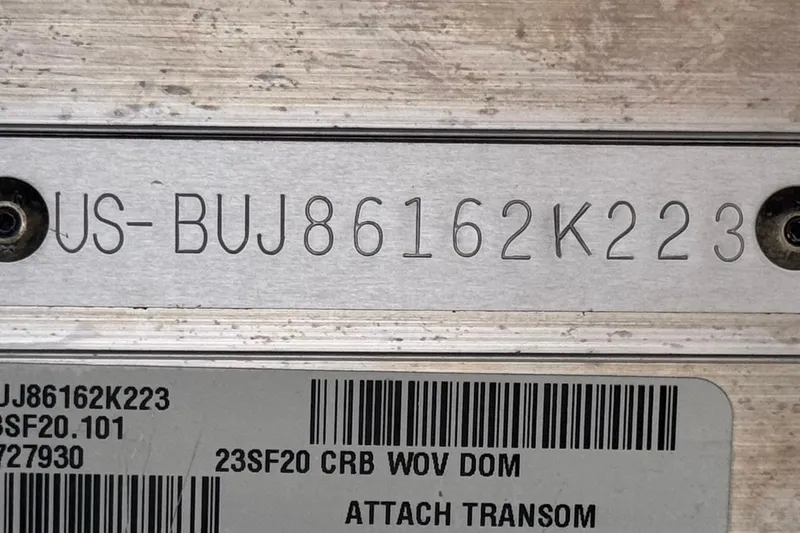 US-BUJ86162K223
UJ86162K223
SF20.101
727930
23SF20 CRB WOV DOM
ATTACH TRANSOM